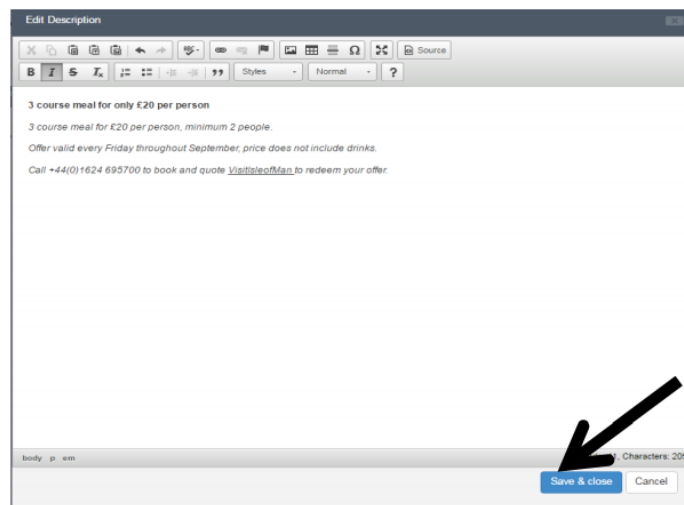 Edit Description
Source
B I S Tx Styles Normal ?
3 course meal for only £20 per person
3 course meal for £20 per person, minimum 2 people.
Offer valid every Friday throughout September, price does not include drinks.
Call +44(0)1624 695700 to book and quote VisitIsleofMan to redeem your offer.
body p em Characters: 209
Save & close Cancel